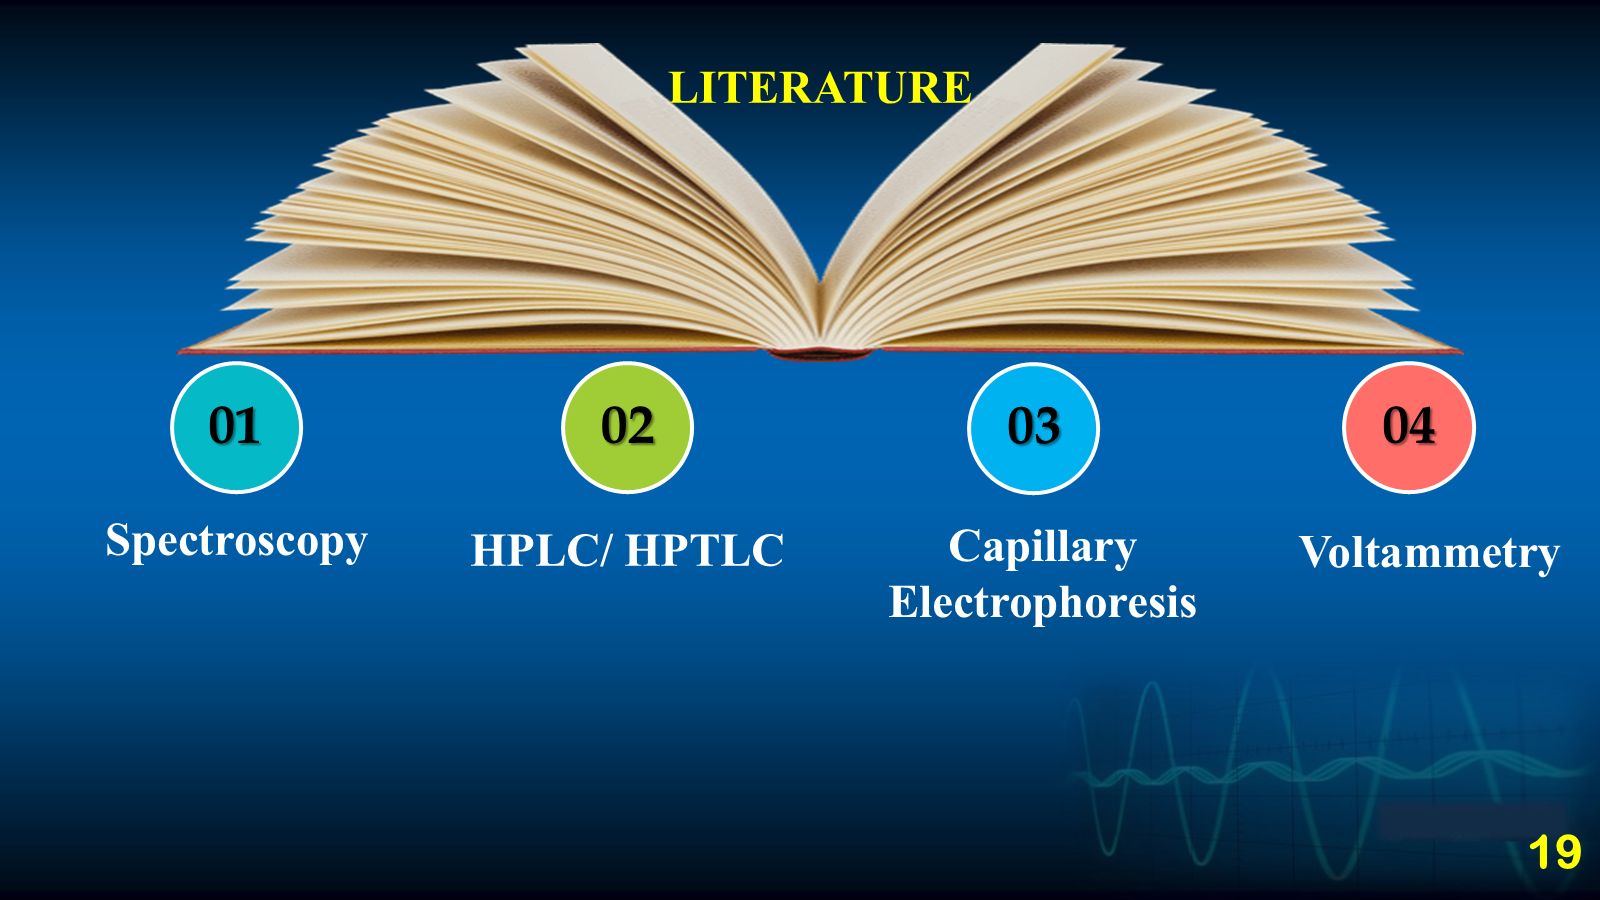 LITERATURE
01
02
03
04
Spectroscopy
HPLC/ HPTLC
Capillary
Electrophoresis
Voltammetry
19